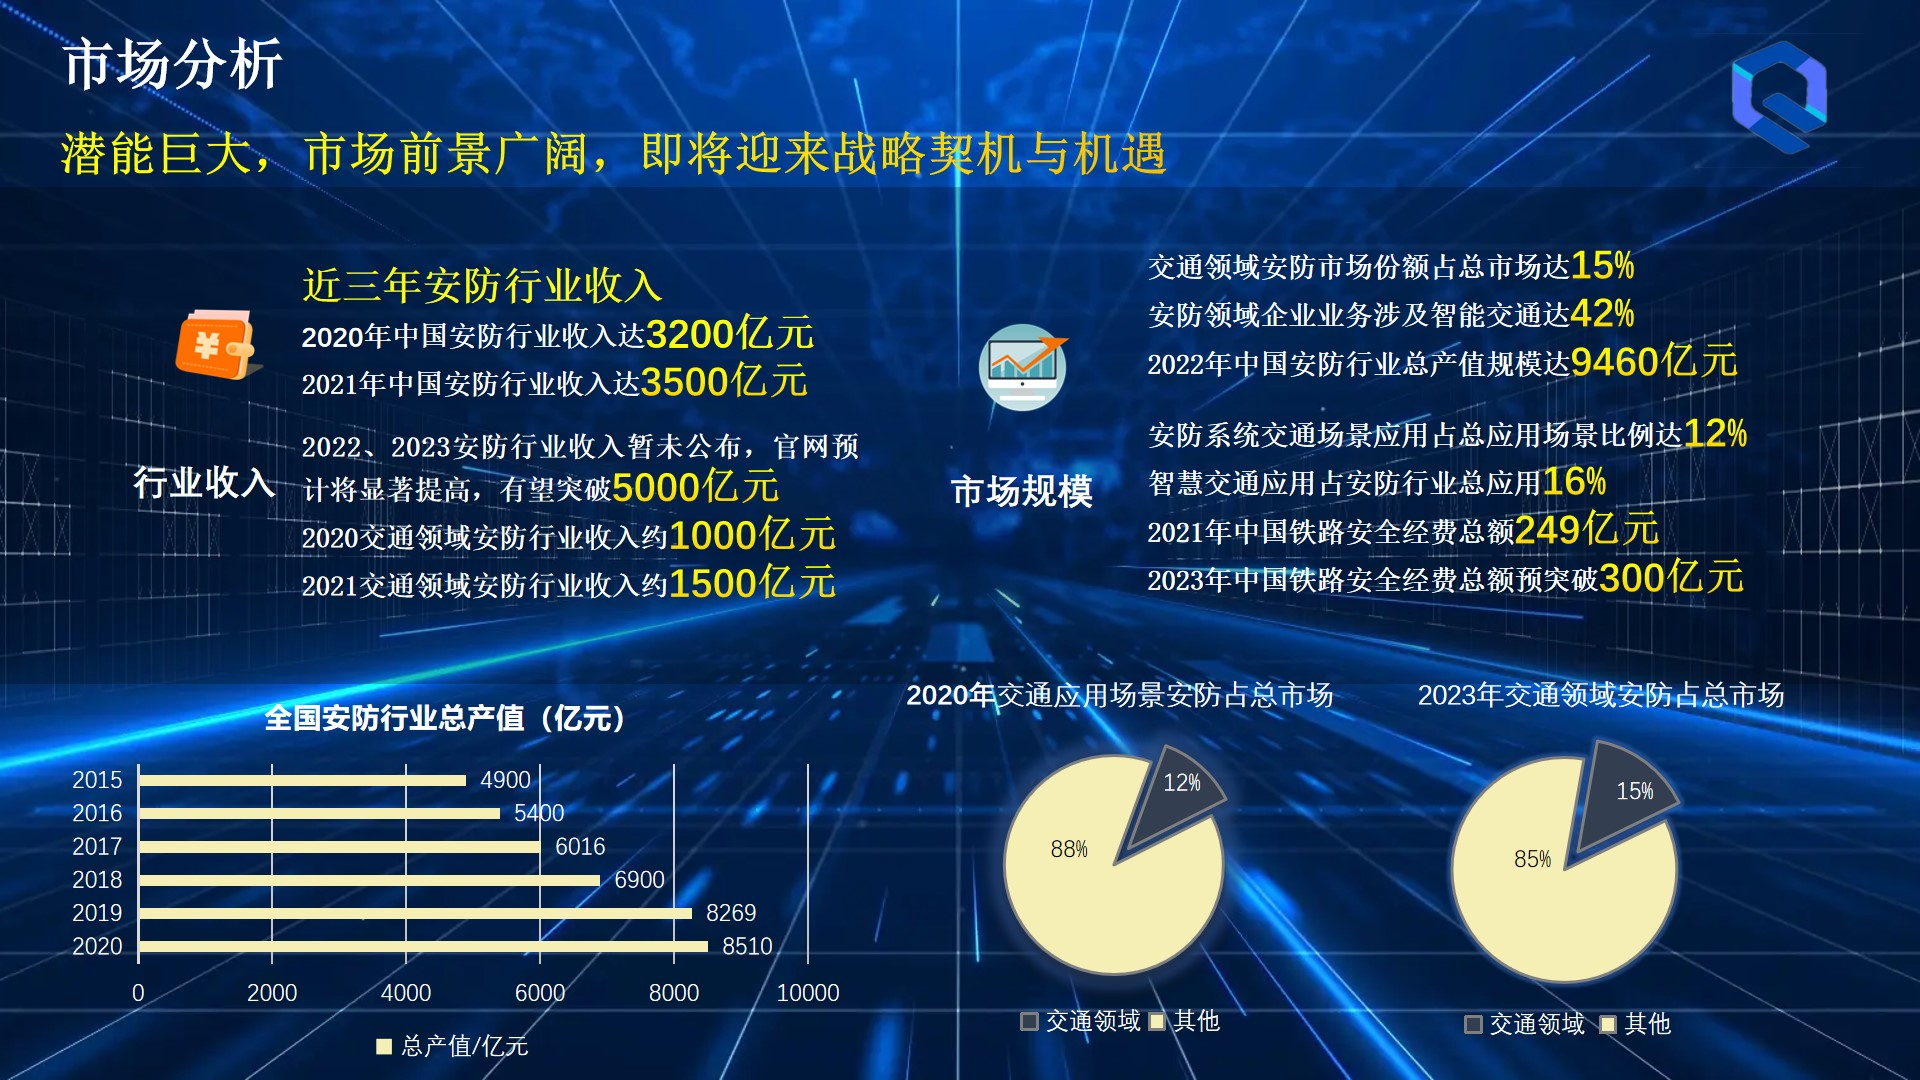 市场分析
潜能巨大，市场前景广阔，即将迎来战略契机与机遇
近三年安防行业收入
2020年中国安防行业收入达3200亿元
2021年中国安防行业收入达3500亿元
2022、2023安防行业收入暂未公布，官网预
计将显著提高，有望突破5000亿元
2020交通领域安防行业收入约1000亿元
2021交通领域安防行业收入约1500亿元
行业收入
交通领域安防市场份额占总市场达15%
安防领域企业业务涉及智能交通达42%
2022年中国安防行业总产值规模达9460亿元
安防系统交通场景应用占总应用场景比例达12%
智慧交通应用占安防行业总应用16%
2021年中国铁路安全经费总额249亿元
2023年中国铁路安全经费总额预突破300亿元
市场规模
全国安防行业总产值（亿元）
2015 4900
2016 5400
2017 6016
2018 6900
2019 8269
2020 8510
0 2000 4000 6000 8000 10000
总产值/亿元
2020年交通应用场景安防占总市场
12%
88%
交通领域 其他
2023年交通领域安防占总市场
15%
85%
交通领域 其他